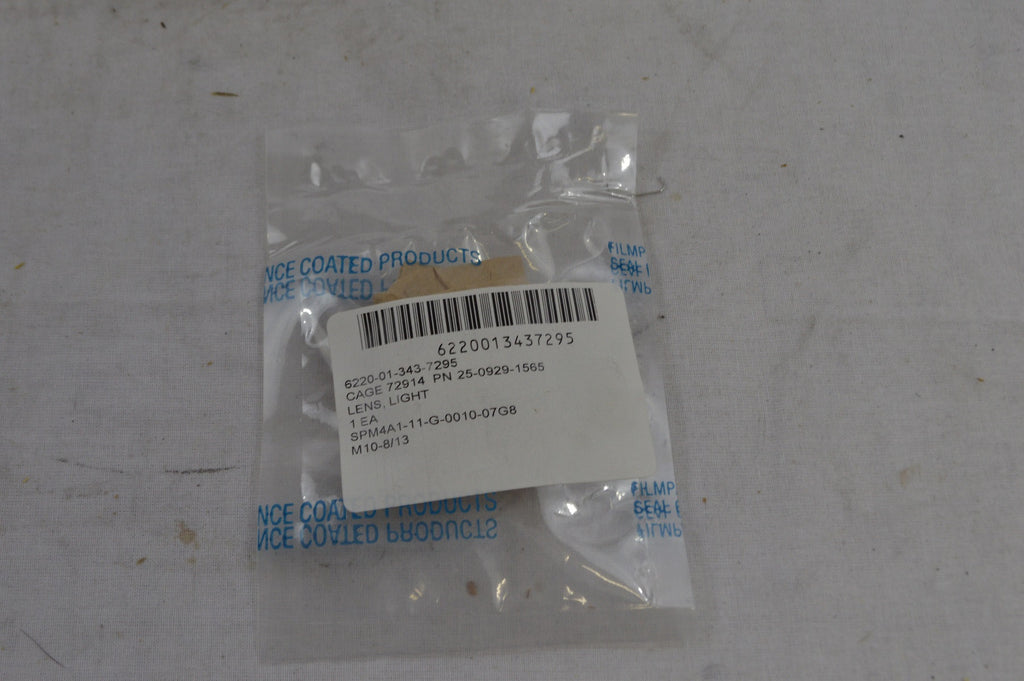 NCE COATED PRODUCTS
NCE COATED P
FILMP
SEAL
FILMP
6220013437295
6220-01-343-7295
CAGE 72914 PN 25-0929-1565
LENS, LIGHT
1 EA
SPM4A1-11-G-0010-07G8
M10-8/13
NCE COATED PRODUCTS
NCE COATED PRODUCTS
FILMP
SEAL
FILMP